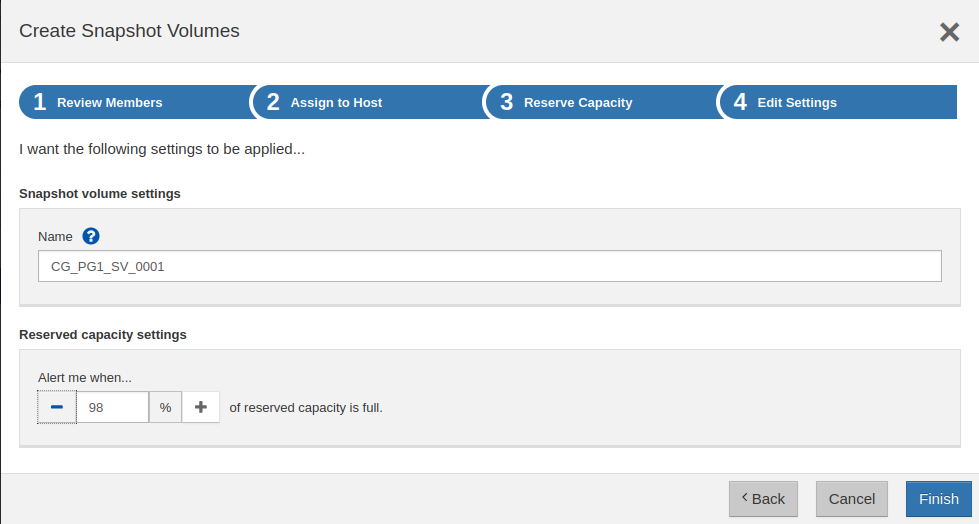 Create Snapshot Volumes
1 Review Members 2 Assign to Host 3 Reserve Capacity 4 Edit Settings
I want the following settings to be applied...
Snapshot volume settings
Name ?
CG_PG1_SV_0001
Reserved capacity settings
Alert me when...
98 % of reserved capacity is full.
Back Cancel Finish